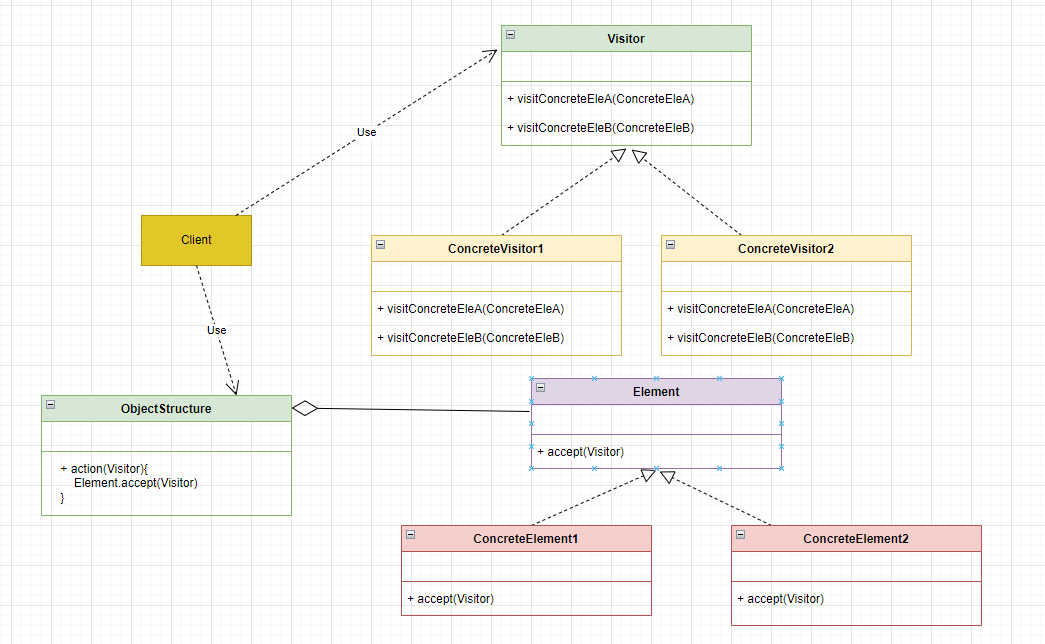 Visitor
+ visitConcreteEleA(ConcreteEleA)
+ visitConcreteEleB(ConcreteEleB)
Use
Client
ConcreteVisitor1
+ visitConcreteEleA(ConcreteEleA)
+ visitConcreteEleB(ConcreteEleB)
ConcreteVisitor2
+ visitConcreteEleA(ConcreteEleA)
+ visitConcreteEleB(ConcreteEleB)
Use
ObjectStructure
+ action(Visitor){
Element.accept(Visitor)
}
Element
+ accept(Visitor)
ConcreteElement1
+ accept(Visitor)
ConcreteElement2
+ accept(Visitor)